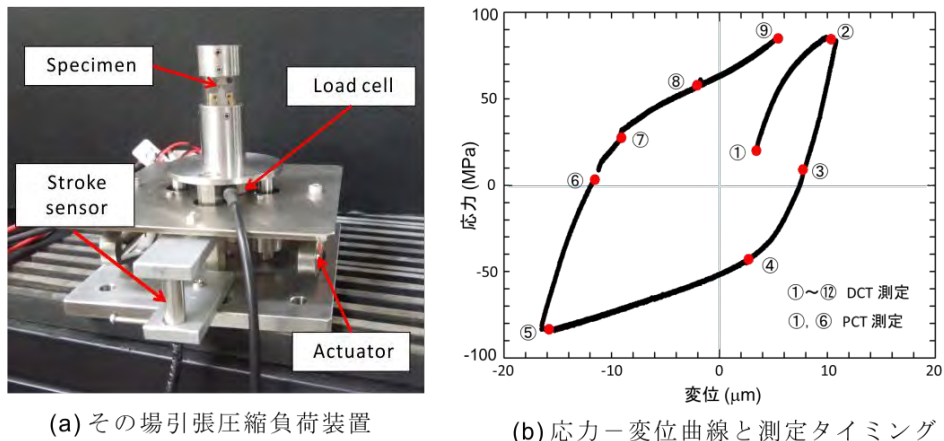 Specimen
Load cell
Stroke
sensor
Actuator
(a) その場引張圧縮負荷装置
100
50
0
-50
-100
応力 (MPa)
-20
-10
0
10
20
変位 (μm)
①
②
③
④
⑤
⑥
⑦
⑧
⑨
①~⑫ DCT 測定
①, ⑥ PCT 測定
(b) 応力-変位曲線と測定タイミング